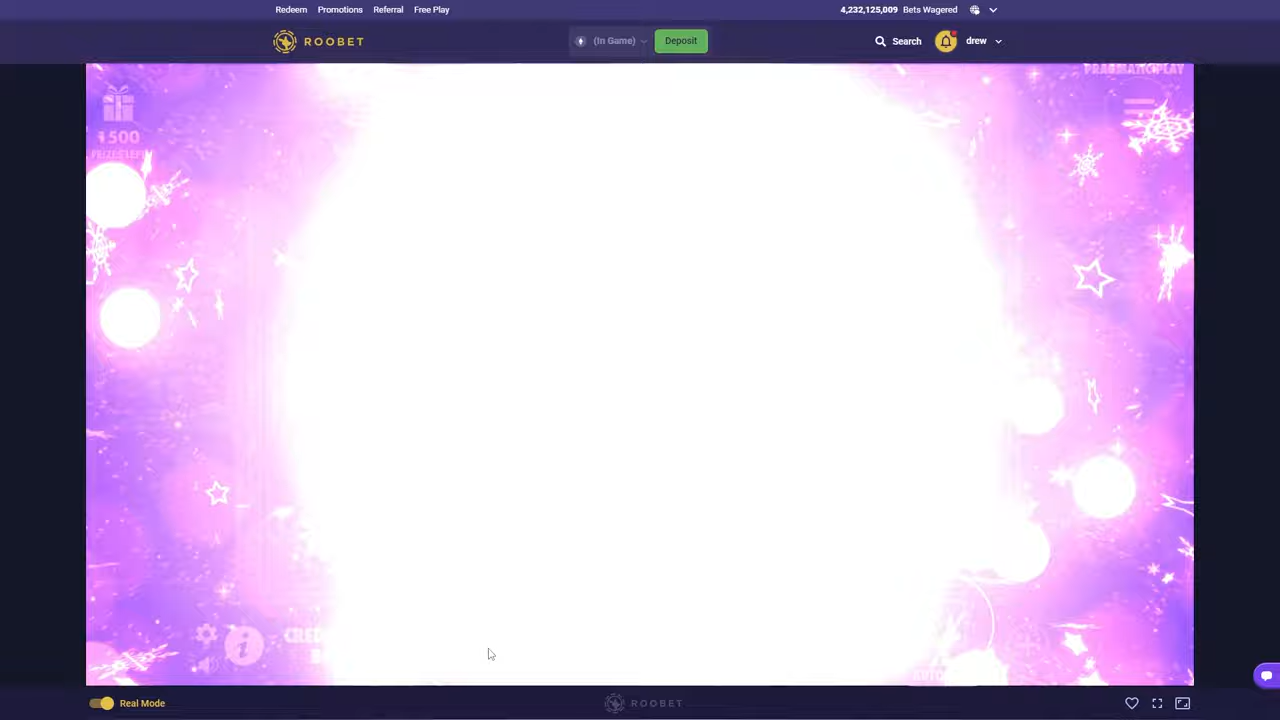 Redeem Promotions Referral Free Play 4,232,125,009 Bets Wagered
ROOBET (In Game) Deposit Search drew
PRAGMATIC PLAY
1500
CRED
Real Mode ROOBET